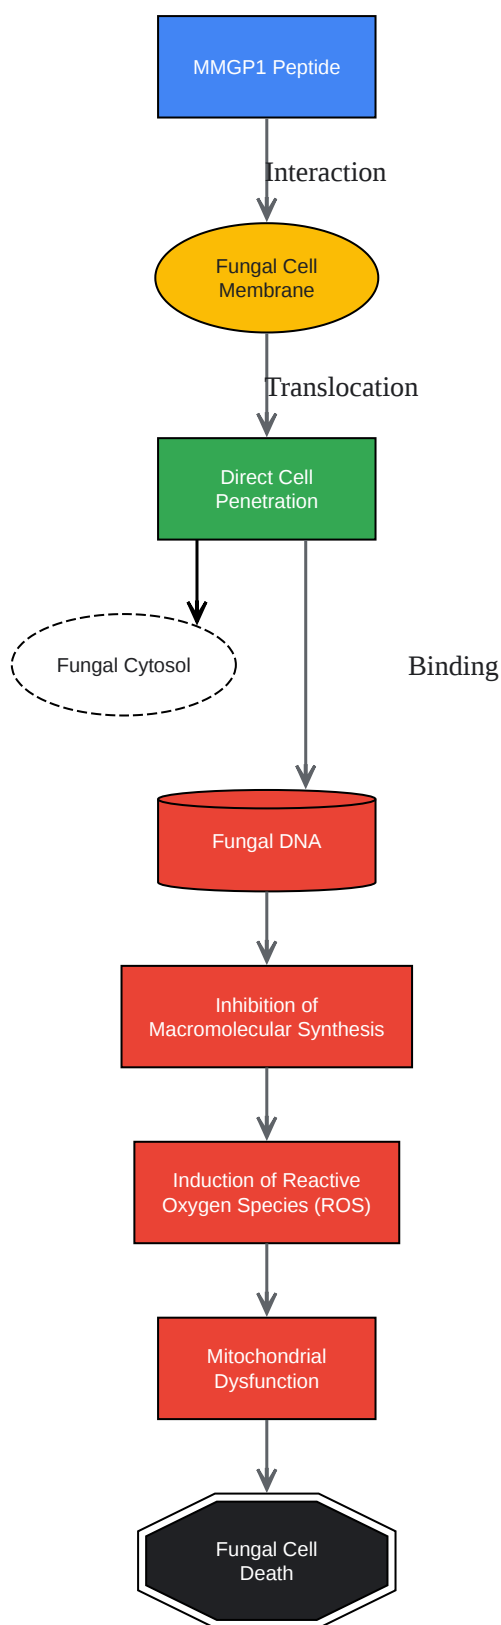 MMGP1 Peptide
Interaction
Fungal Cell
Membrane
Translocation
Direct Cell
Penetration
Fungal Cytosol
Binding
Fungal DNA
Inhibition of
Macromolecular Synthesis
Induction of Reactive
Oxygen Species (ROS)
Mitochondrial
Dysfunction
Fungal Cell
Death